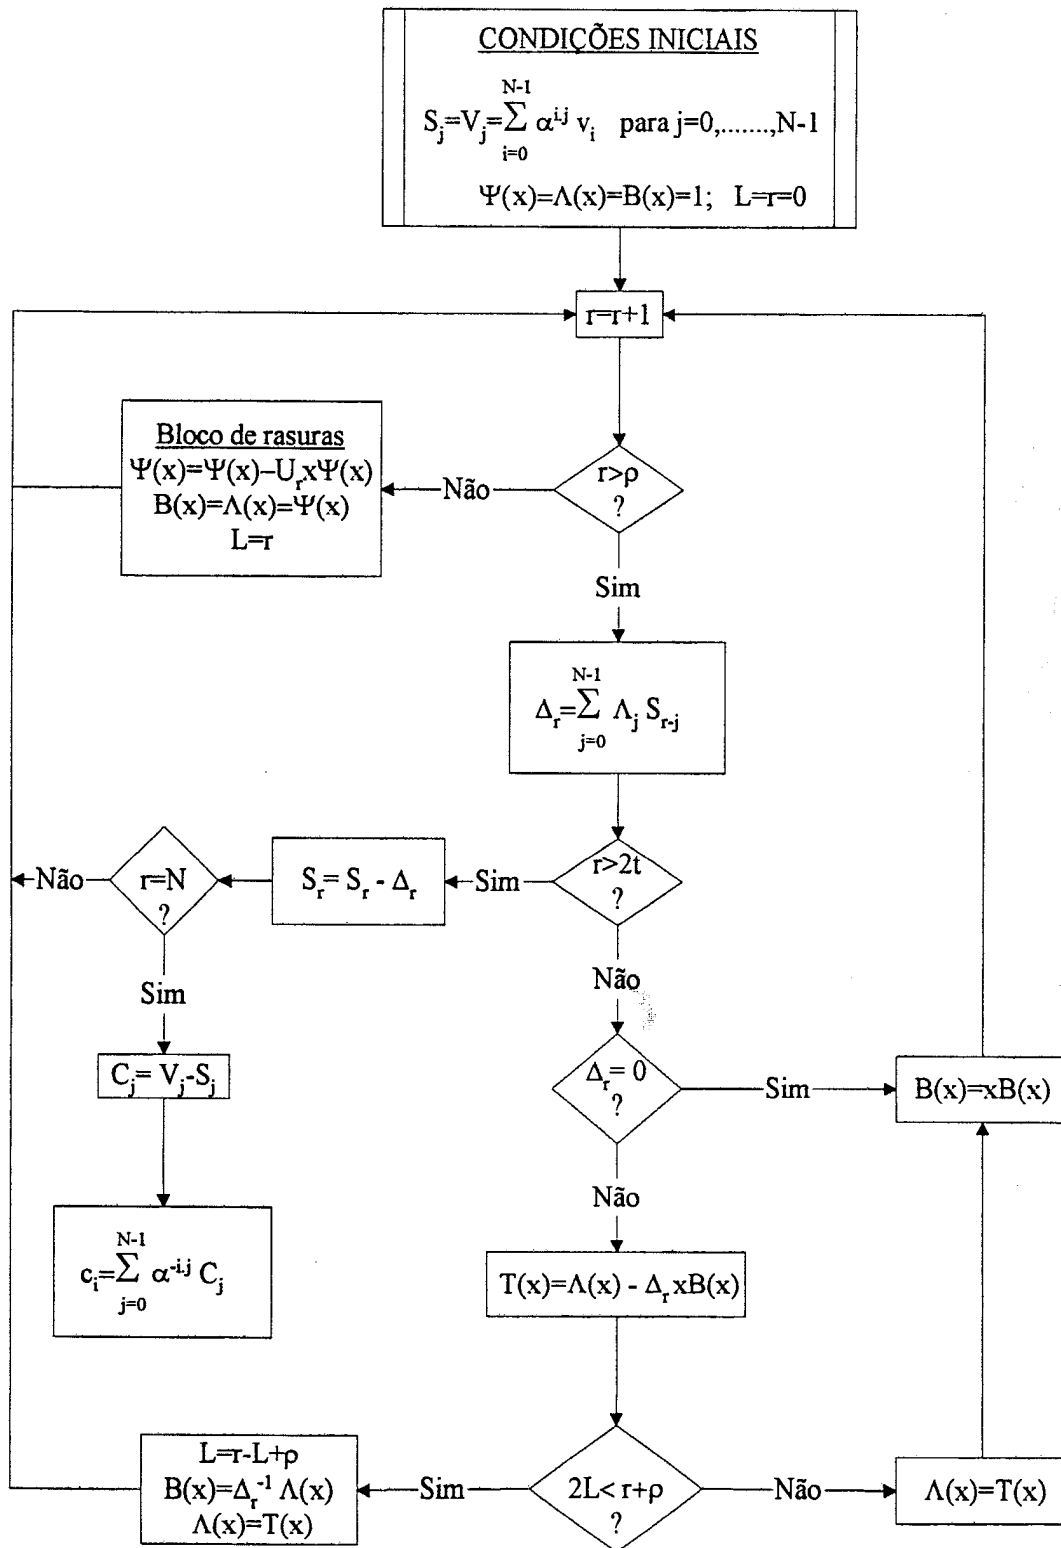 CONDIÇÕES INICIAIS
N-1
S_j=V_j=∑ α^{i.j} v_i para j=0,.......,N-1
i=0
Ψ(x)=Λ(x)=B(x)=1; L=r=0
r=r+1
Bloco de rasuras
Ψ(x)=Ψ(x)–U_r xΨ(x)
B(x)=Λ(x)=Ψ(x)
L=r
Não
r>ρ
?
Sim
N-1
Δ_r=∑ Λ_j S_{r-j}
j=0
Não
r=N
?
S_r= S_r - Δ_r
Sim
r>2t
?
Sim
Não
C_j= V_j-S_j
Δ_r= 0
?
Sim
B(x)=xB(x)
Não
N-1
c_i=∑ α^{-i.j} C_j
j=0
T(x)=Λ(x) - Δ_r xB(x)
L=r-L+ρ
B(x)=Δ_r^{-1} Λ(x)
Λ(x)=T(x)
Sim
2L< r+ρ
?
Não
Λ(x)=T(x)